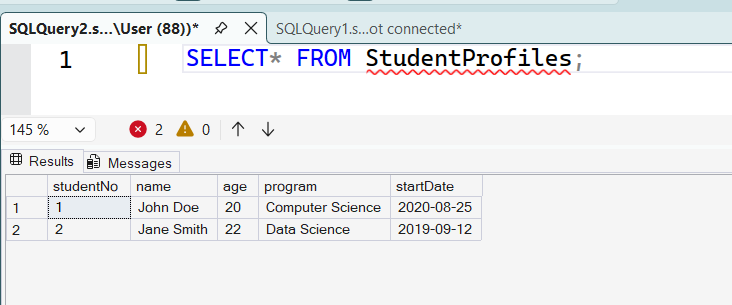 SQLQuery2.s...\User (88))* SQLQuery1.s...ot connected*
1 SELECT* FROM StudentProfiles;
145 % 2 0
Results Messages
studentNo name age program startDate
1 1 John Doe 20 Computer Science 2020-08-25
2 2 Jane Smith 22 Data Science 2019-09-12